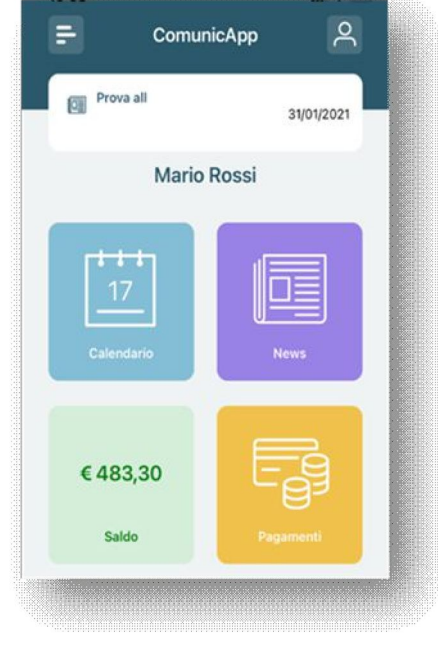 ComunicApp
Prova all
31/01/2021
Mario Rossi
17
Calendario
News
€ 483,30
Saldo
Pagamenti